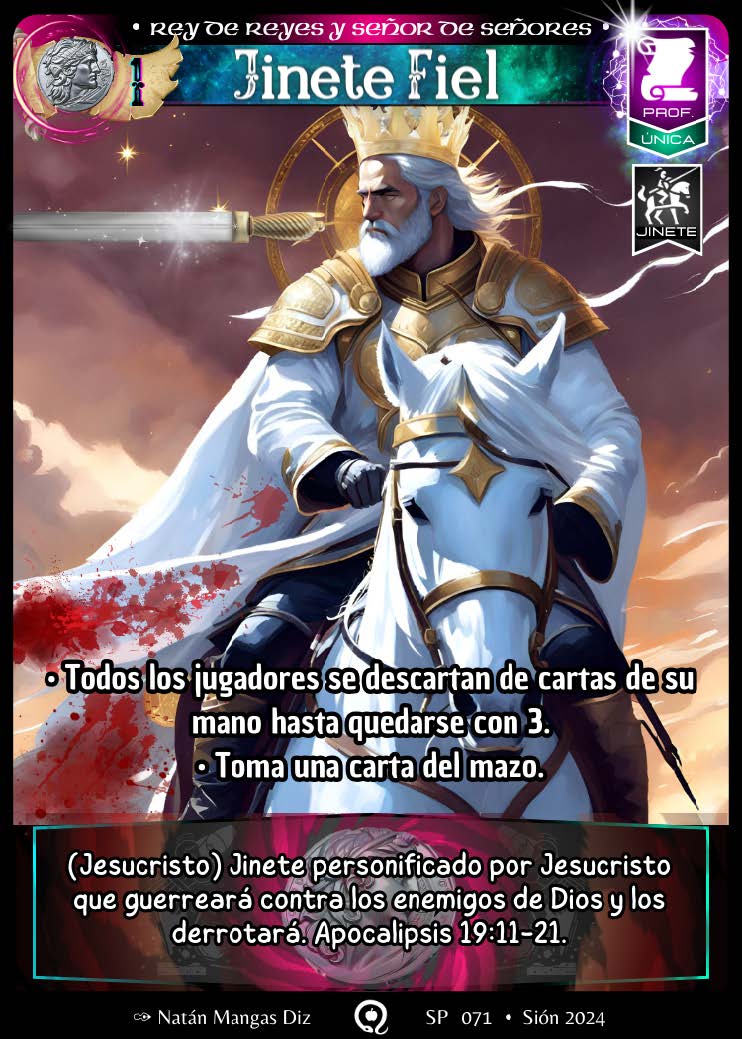 • REY DE REYES Y SEÑOR DE SEÑORES •
1
Jinete Fiel
PROF.
ÚNICA
JINETE
• Todos los jugadores se descartan de cartas de su
mano hasta quedarse con 3.
• Toma una carta del mazo.
(Jesucristo) Jinete personificado por Jesucristo
que guerreará contra los enemigos de Dios y los
derrotará. Apocalipsis 19:11-21.
Natán Mangas Diz SP 071 • Sión 2024